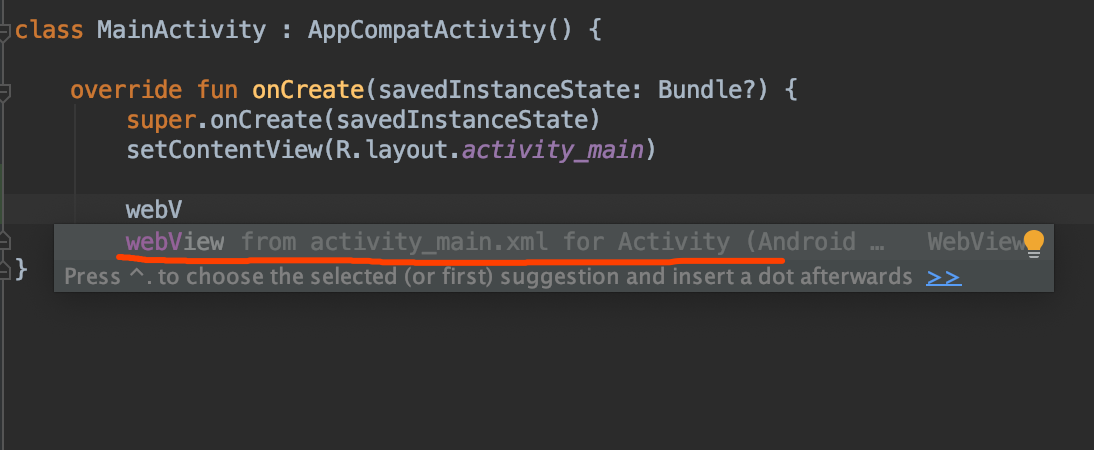 class MainActivity : AppCompatActivity() {
override fun onCreate(savedInstanceState: Bundle?) {
super.onCreate(savedInstanceState)
setContentView(R.layout.activity_main)
webV
webView from activity_main.xml for Activity (Android … WebView
Press ^. to choose the selected (or first) suggestion and insert a dot afterwards >>
}